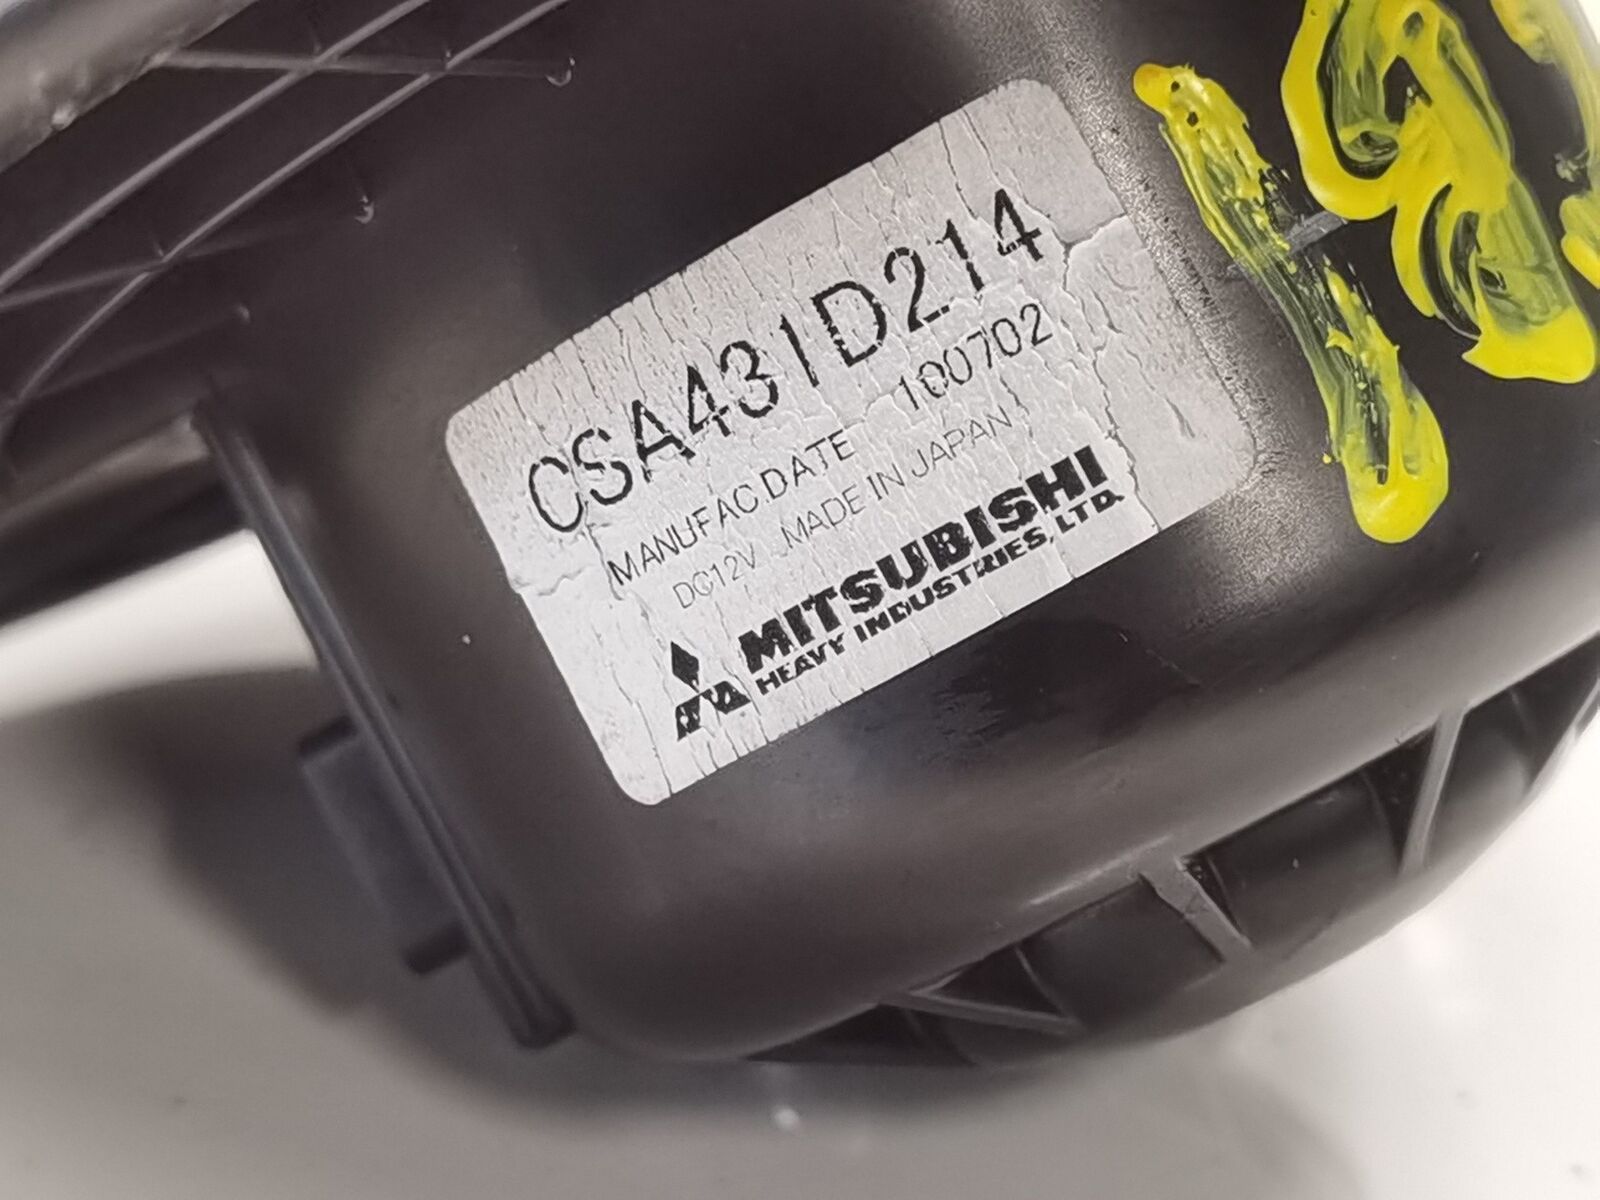 CSA431D214
MANUFAC.DATE 100702
DC12V MADE IN JAPAN
MITSUBISHI
HEAVY INDUSTRIES, LTD.